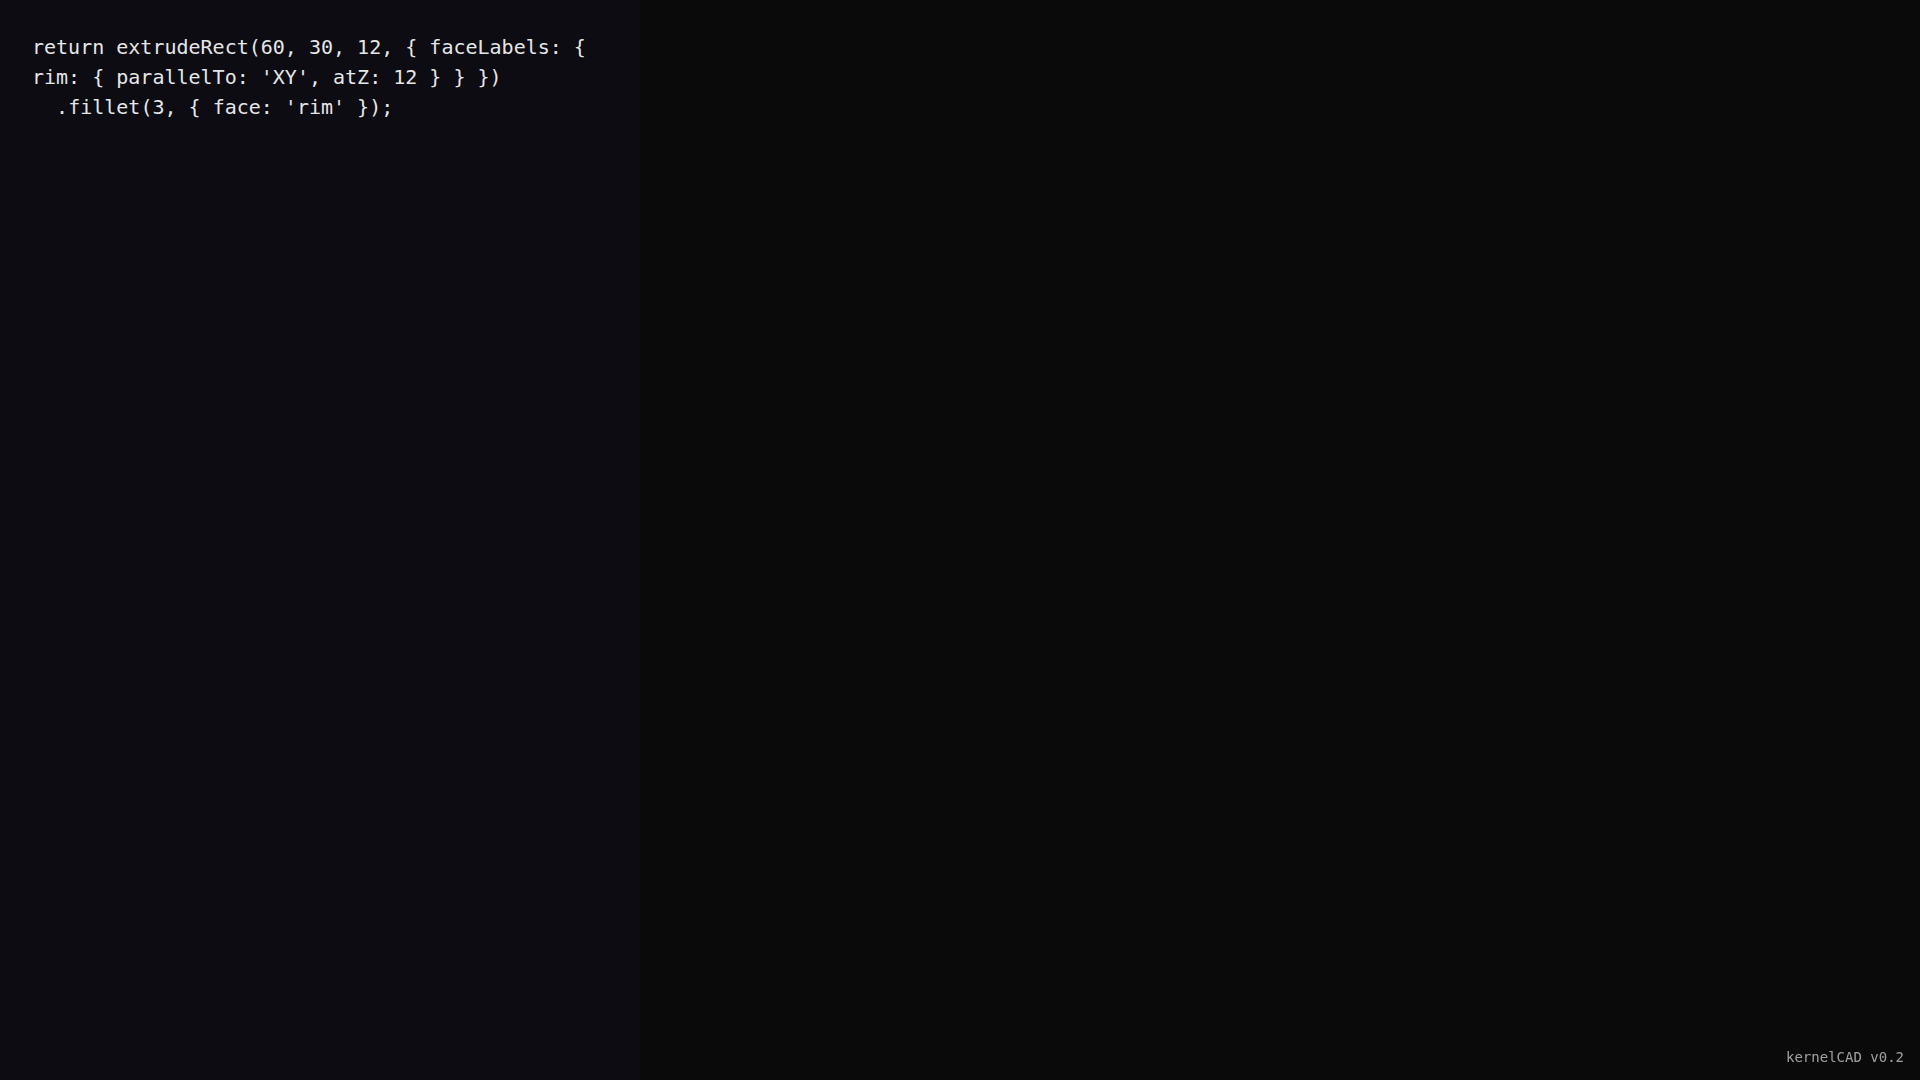 return extrudeRect(60, 30, 12, { faceLabels: {
rim: { parallelTo: 'XY', atZ: 12 } } })
  .fillet(3, { face: 'rim' });
kernelCAD v0.2